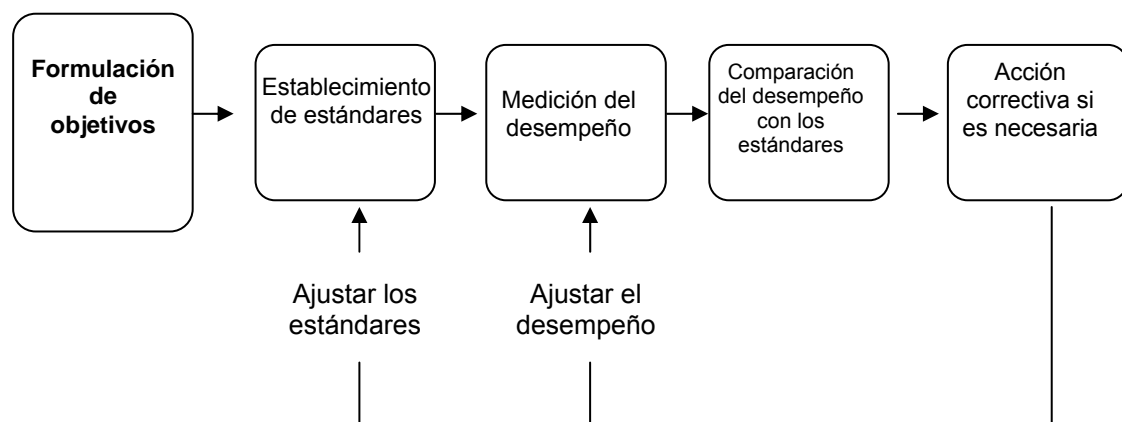 Formulación
de
objetivos
Establecimiento
de estándares
Medición del
desempeño
Comparación
del desempeño
con los
estándares
Acción
correctiva si
es necesaria
Ajustar los
estándares
Ajustar el
desempeño